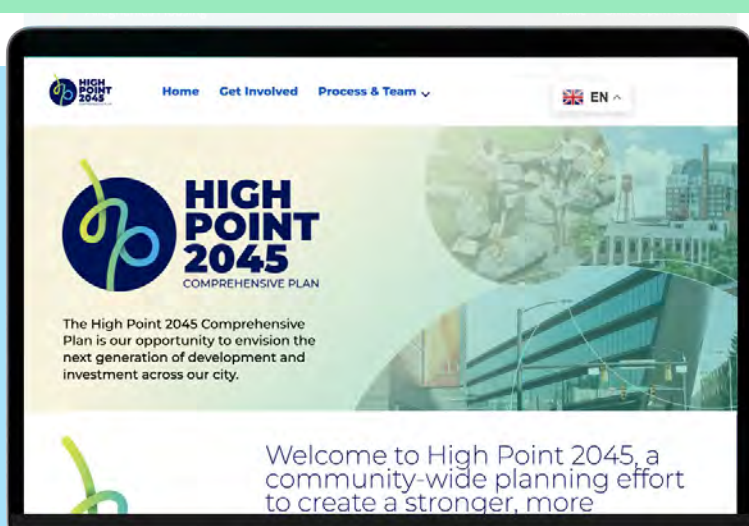 HIGH
POINT
2045
COMPREHENSIVE PLAN
Home Get Involved Process & Team
EN
HIGH
POINT
2045
COMPREHENSIVE PLAN
The High Point 2045 Comprehensive
Plan is our opportunity to envision the
next generation of development and
investment across our city.
Welcome to High Point 2045, a
community-wide planning effort
to create a stronger, more